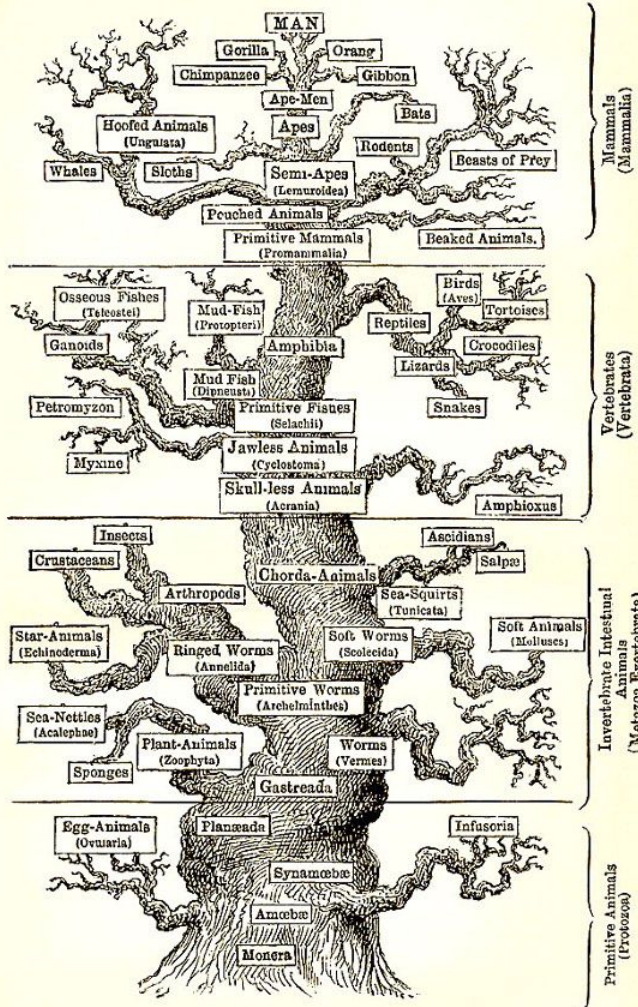 MAN
Gorilla
Orang
Chimpanzee
Gibbon
Ape-Men
Bats
Hoofed Animals
(Ungulata)
Apes
Rodents
Whales
Sloths
Semi-Apes
(Lemuroidea)
Beasts of Prey
Pouched Animals
Primitive Mammals
(Promammalia)
Beaked Animals.
Mammals
(Mammalia)
Osseous Fishes
(Teleostei)
Mud-Fish
(Protopteri)
Birds
(Aves)
Tortoises
Reptiles
Ganoids
Amphibia
Crocodiles
Lizards
Mud Fish
(Dipneusti)
Snakes
Petromyzon
Primitive Fishes
(Selachii)
Myxine
Jawless Animals
(Cyclostoma)
Skull-less Animals
(Acrania)
Amphioxus
Vertebrates
(Vertebrata)
Insects
Ascidians
Crustaceans
Salpæ
Chorda-Animals
Arthropods
Sea-Squirts
(Tunicata)
Star-Animals
(Echinoderma)
Ringed Worms
(Annelida)
Soft Worms
(Scolecida)
Soft Animals
(Molluscs)
Primitive Worms
(Archelminthes)
Sea-Nettles
(Acalephae)
Plant-Animals
(Zoophyta)
Worms
(Vermes)
Sponges
Gastreada
Invertebrate Intestinal
Animals
Egg-Animals
(Ovularia)
Planæada
Infusoria
Synamœbæ
Amœbæ
Monera
Primitive Animals
(Protozoa)